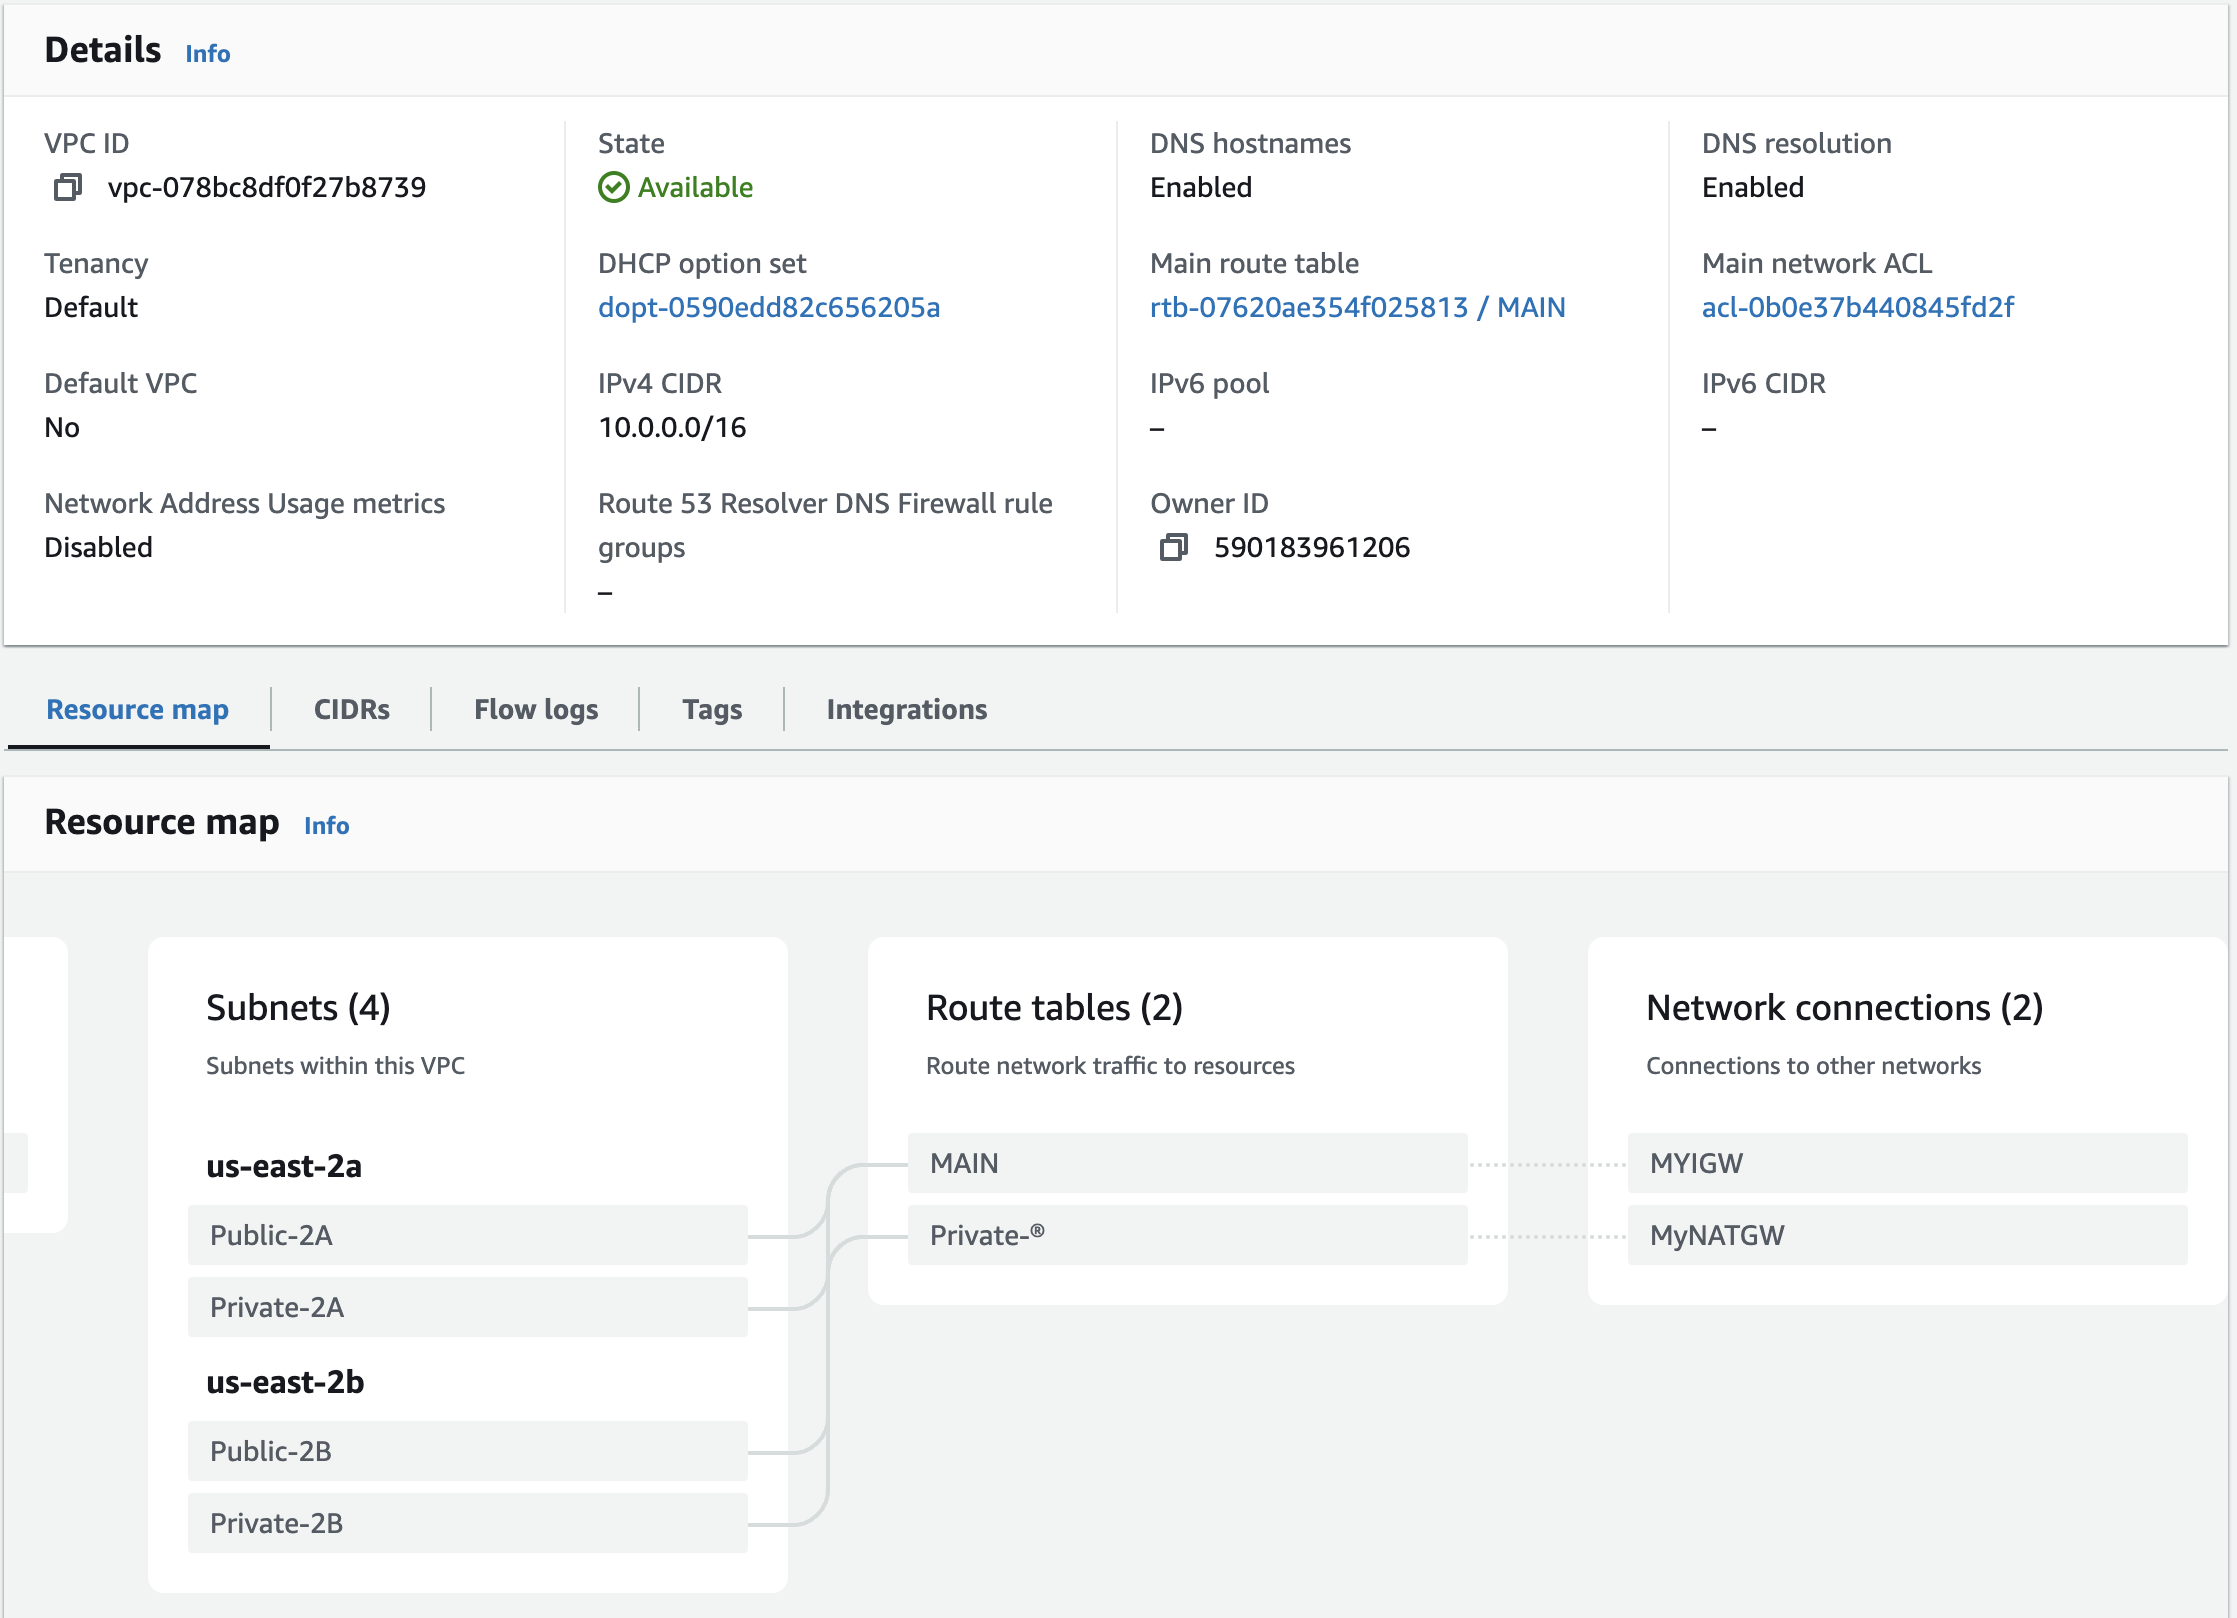 Details Info
VPC ID
vpc-078bc8df0f27b8739
State
Available
DNS hostnames
Enabled
DNS resolution
Enabled
Tenancy
Default
DHCP option set
dopt-0590edd82c656205a
Main route table
rtb-07620ae354f025813 / MAIN
Main network ACL
acl-0b0e37b440845fd2f
Default VPC
No
IPv4 CIDR
10.0.0.0/16
IPv6 pool
–
IPv6 CIDR
–
Network Address Usage metrics
Disabled
Route 53 Resolver DNS Firewall rule
groups
–
Owner ID
590183961206
Resource map
CIDRs
Flow logs
Tags
Integrations
Resource map Info
Subnets (4)
Subnets within this VPC
us-east-2a
Public-2A
Private-2A
us-east-2b
Public-2B
Private-2B
Route tables (2)
Route network traffic to resources
MAIN
Private-®
Network connections (2)
Connections to other networks
MYIGW
MyNATGW